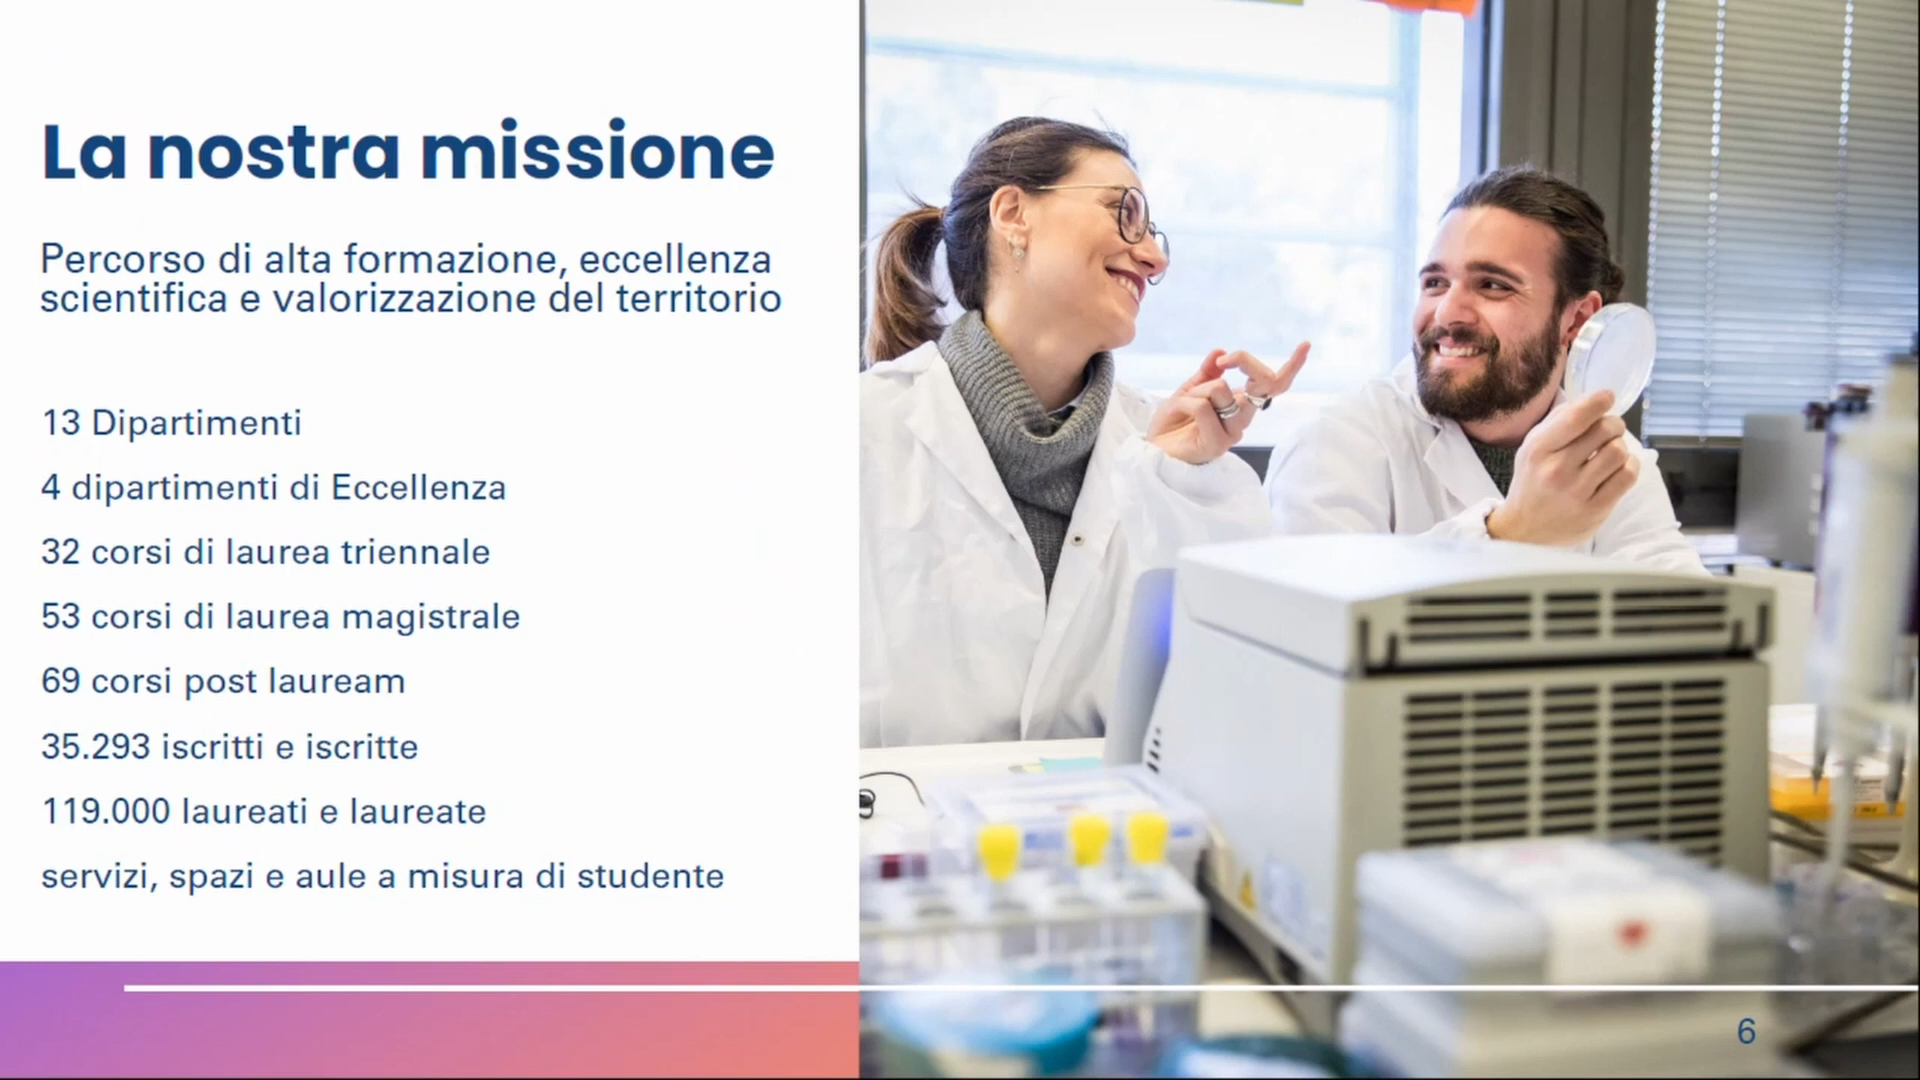 La nostra missione
Percorso di alta formazione, eccellenza
scientifica e valorizzazione del territorio
13 Dipartimenti
4 dipartimenti di Eccellenza
32 corsi di laurea triennale
53 corsi di laurea magistrale
69 corsi post lauream
35.293 iscritti e iscritte
119.000 laureati e laureate
servizi, spazi e aule a misura di studente
6